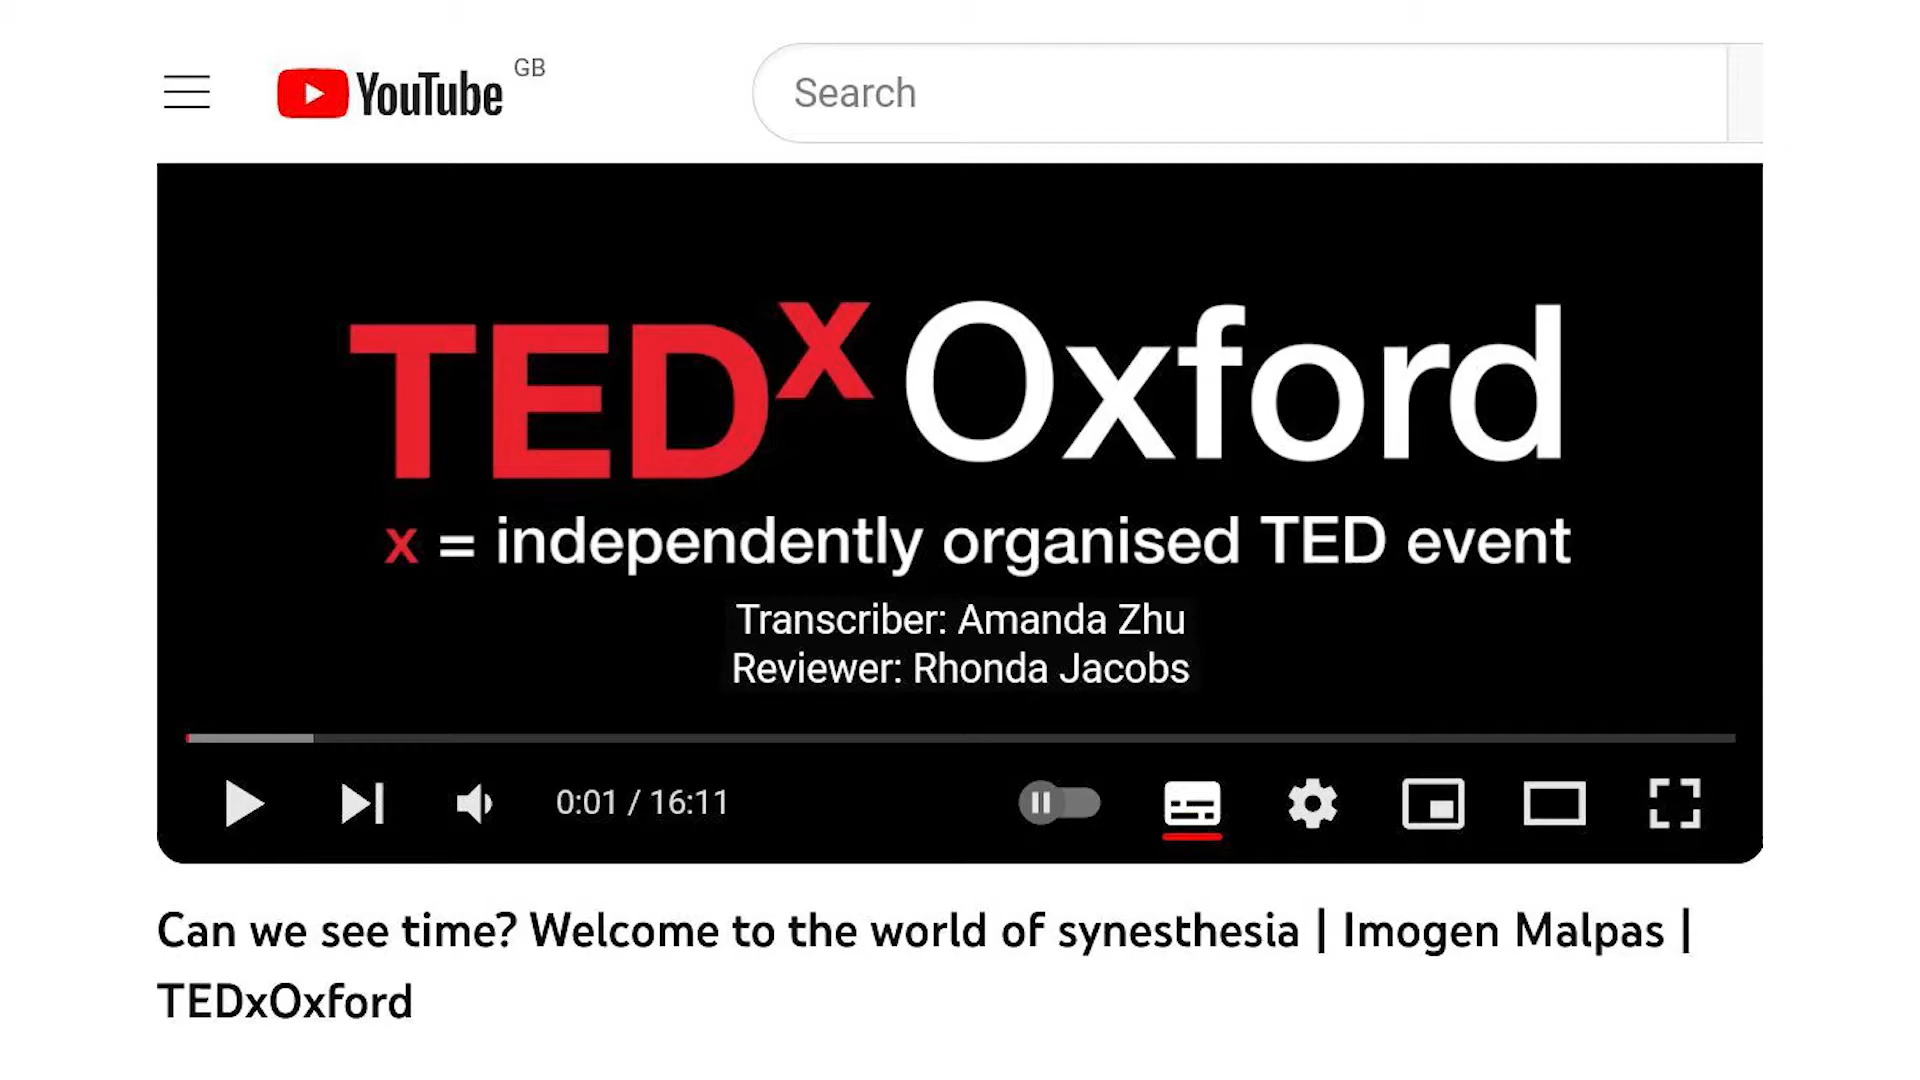 YouTube GB
Search
TEDx Oxford
x = independently organised TED event
Transcriber: Amanda Zhu
Reviewer: Rhonda Jacobs
0:01 / 16:11
Can we see time? Welcome to the world of synesthesia | Imogen Malpas |
TEDxOxford